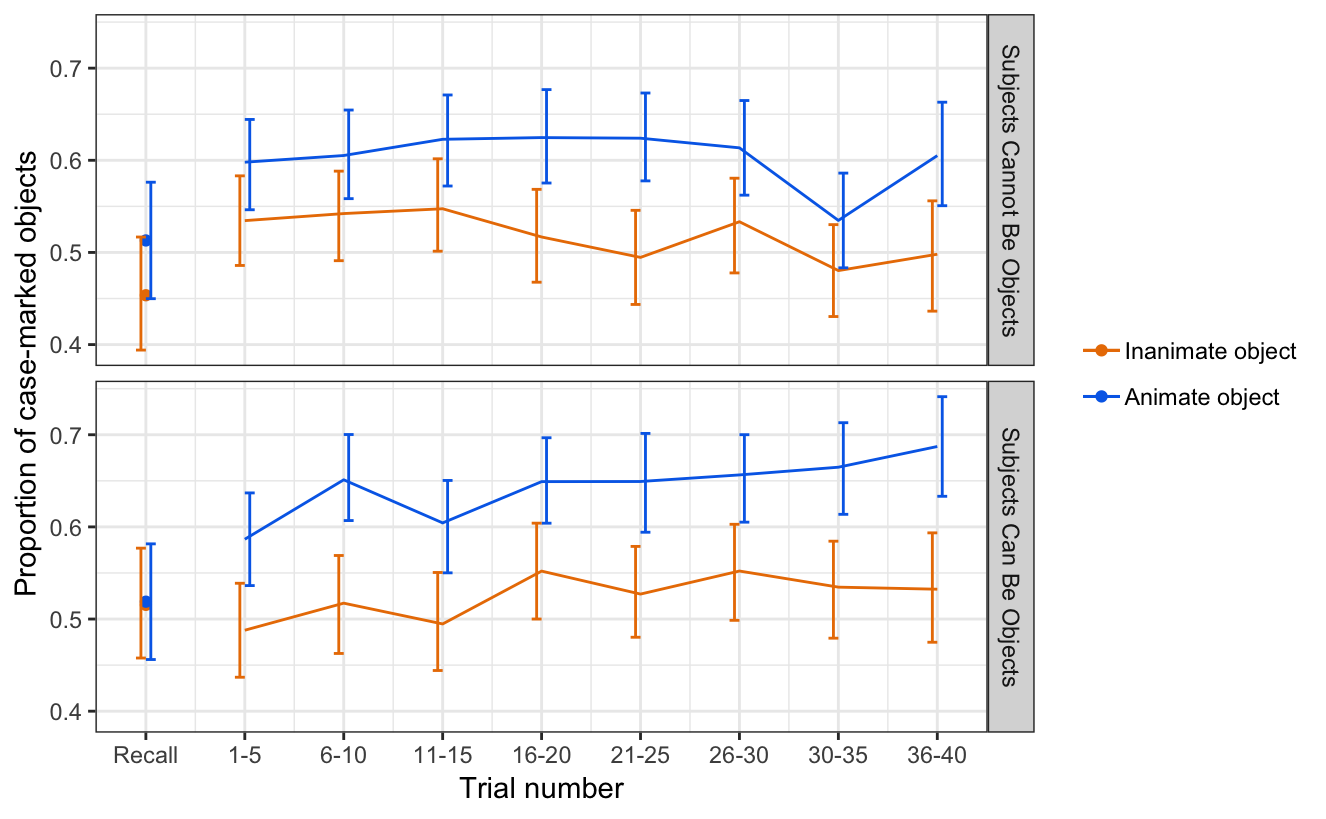 Proportion of case-marked objects
0.7
0.6
0.5
0.4
Subjects Cannot Be Objects
0.7
0.6
0.5
0.4
Subjects Can Be Objects
Recall 1-5 6-10 11-15 16-20 21-25 26-30 30-35 36-40
Trial number
Inanimate object
Animate object